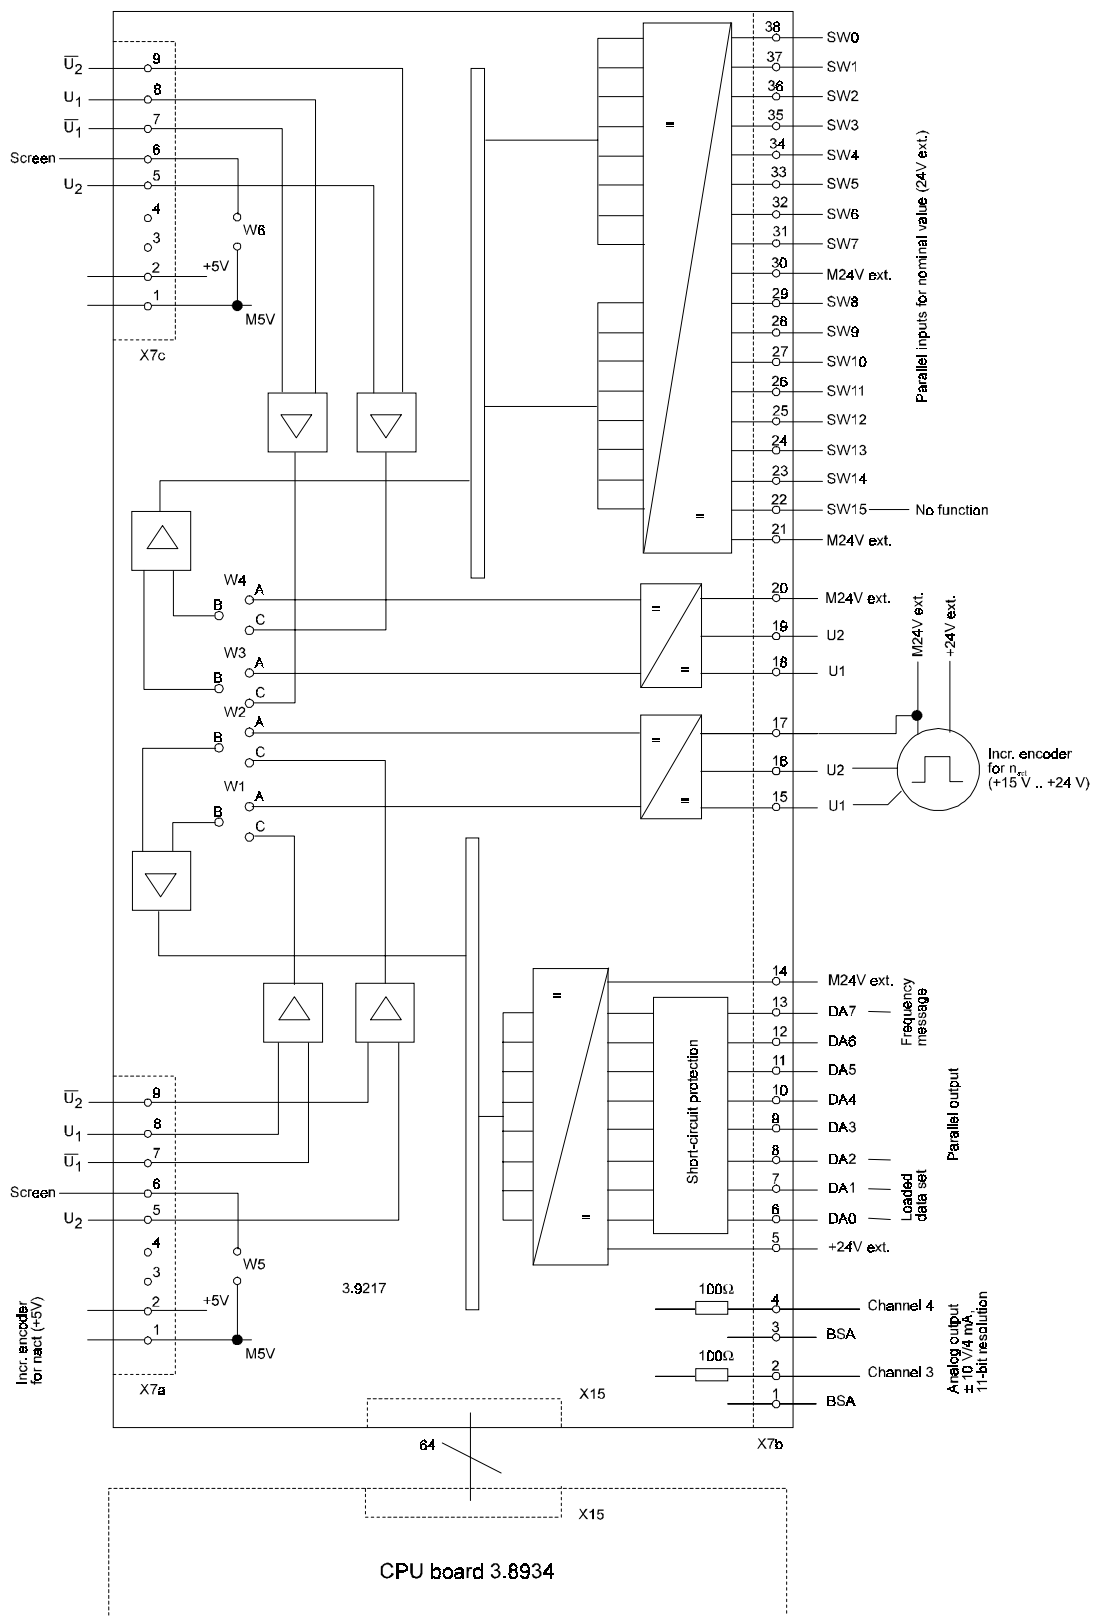 U2
U1
U1
Screen
U2
9
8
7
6
5
4
3
2
1
+5V
W6
M5V
X7c
38 SW0
37 SW1
36 SW2
35 SW3
34 SW4
33 SW5
32 SW6
31 SW7
30 M24V ext.
29 SW8
28 SW9
27 SW10
26 SW11
25 SW12
24 SW13
23 SW14
22 SW15 No function
21 M24V ext.
=
=
Parallel inputs for nominal value (24V ext.)
W4
A
B
C
W3
A
B
C
W2
A
B
C
W1
A
B
C
=
=
20 M24V ext.
19 U2
18 U1
=
=
17
16 U2
15 U1
M24V ext.
+24V ext.
Incr. encoder
for nact
(+15 V .. +24 V)
=
=
Short-circuit protection
14 M24V ext.
13 DA7
12 DA6
11 DA5
10 DA4
9 DA3
8 DA2
7 DA1
6 DA0
5 +24V ext.
Frequency
message
Parallel output
Loaded
data set
100Ω 4 Channel 4
3 BSA
100Ω 2 Channel 3
1 BSA
Analog output
± 10 V/4 mA,
11-bit resolution
X7b
U2
U1
U1
Screen
U2
9
8
7
6
5
4
3
2
1
+5V
W5
M5V
X7a
Incr. encoder
for nact (+5V)
3.9217
X15
64
X15
CPU board 3.8934